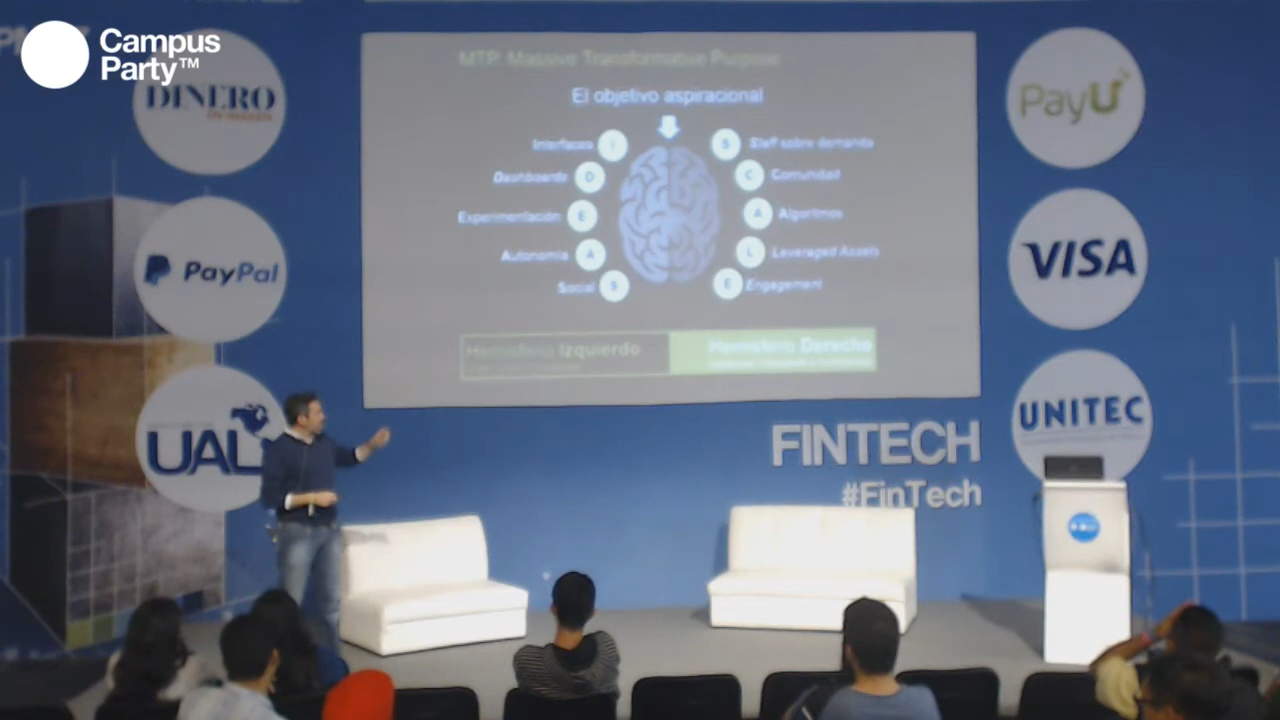 Campus
Party™
DINERO
PayPal
UAL
MTP: Massive Transformative Purpose
El objetivo aspiracional
Interfaces I
Dashboards D
Experimentación E
Autonomía A
Social S
S Staff sobre demanda
C Comunidad
A Algoritmos
L Leveraged Assets
E Engagement
Hemisferio Izquierdo
Hemisferio Derecho
PayU
VISA
UNITEC
FINTECH
#FinTech